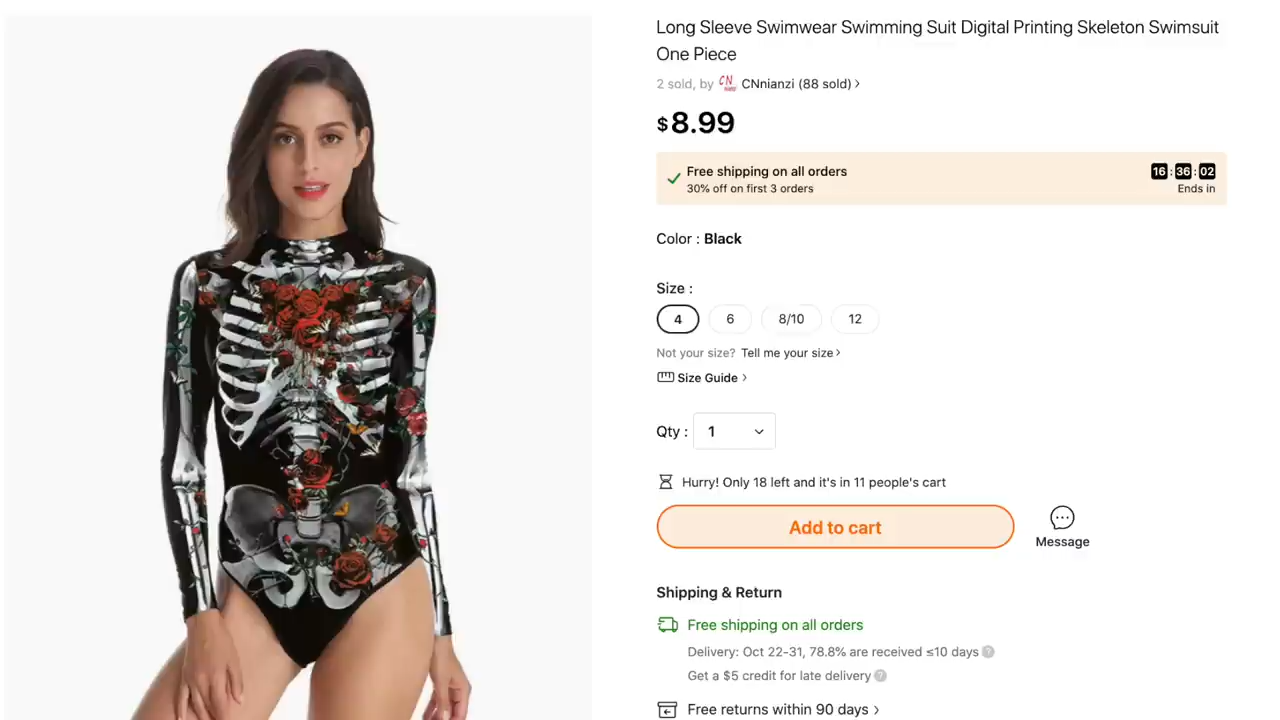 Long Sleeve Swimwear Swimming Suit Digital Printing Skeleton Swimsuit
One Piece
2 sold, by CN CNnianzi (88 sold) >
$8.99
Free shipping on all orders
30% off on first 3 orders
16 : 36 : 02
Ends in
Color : Black
Size :
4 6 8/10 12
Not your size? Tell me your size >
Size Guide >
Qty : 1
Hurry! Only 18 left and it's in 11 people's cart
Add to cart
Message
Shipping & Return
Free shipping on all orders
Delivery: Oct 22-31, 78.8% are received ≤10 days ?
Get a $5 credit for late delivery ?
Free returns within 90 days >